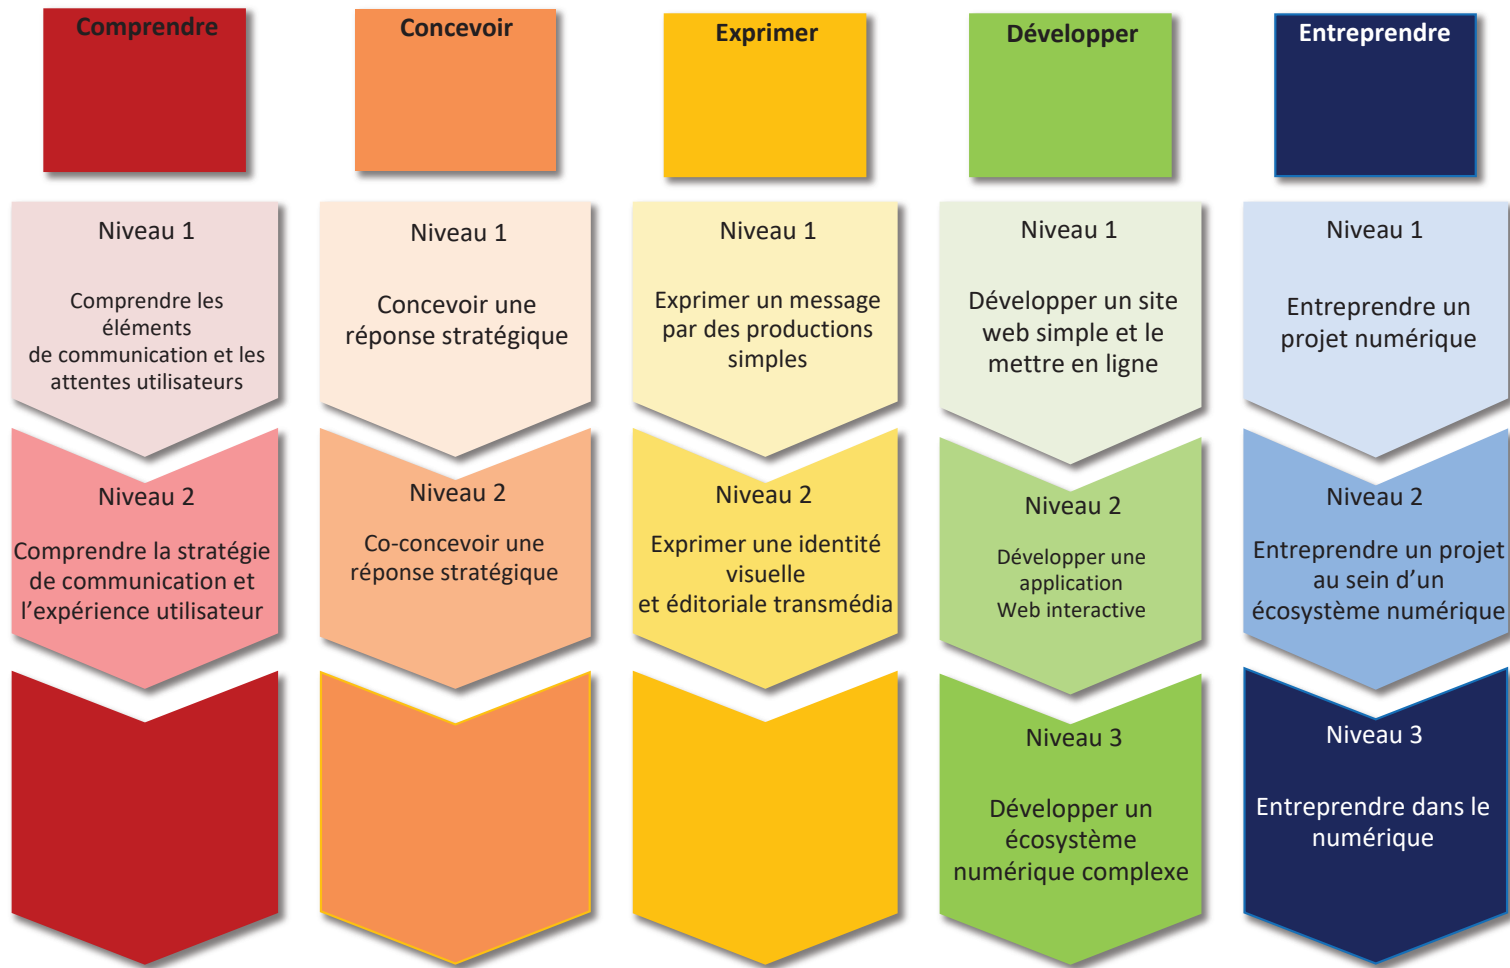 Comprendre
Concevoir
Exprimer
Développer
Entreprendre
Niveau 1
Comprendre les
éléments
de communication et les
attentes utilisateurs
Niveau 1
Concevoir une
réponse stratégique
Niveau 1
Exprimer un message
par des productions
simples
Niveau 1
Développer un site
web simple et le
mettre en ligne
Niveau 1
Entreprendre un
projet numérique
Niveau 2
Comprendre la stratégie
de communication et
l’expérience utilisateur
Niveau 2
Co-concevoir une
réponse stratégique
Niveau 2
Exprimer une identité
visuelle
et éditoriale transmédia
Niveau 2
Développer une
application
Web interactive
Niveau 2
Entreprendre un projet
au sein d’un
écosystème numérique
Niveau 3
Développer un
écosystème
numérique complexe
Niveau 3
Entreprendre dans le
numérique